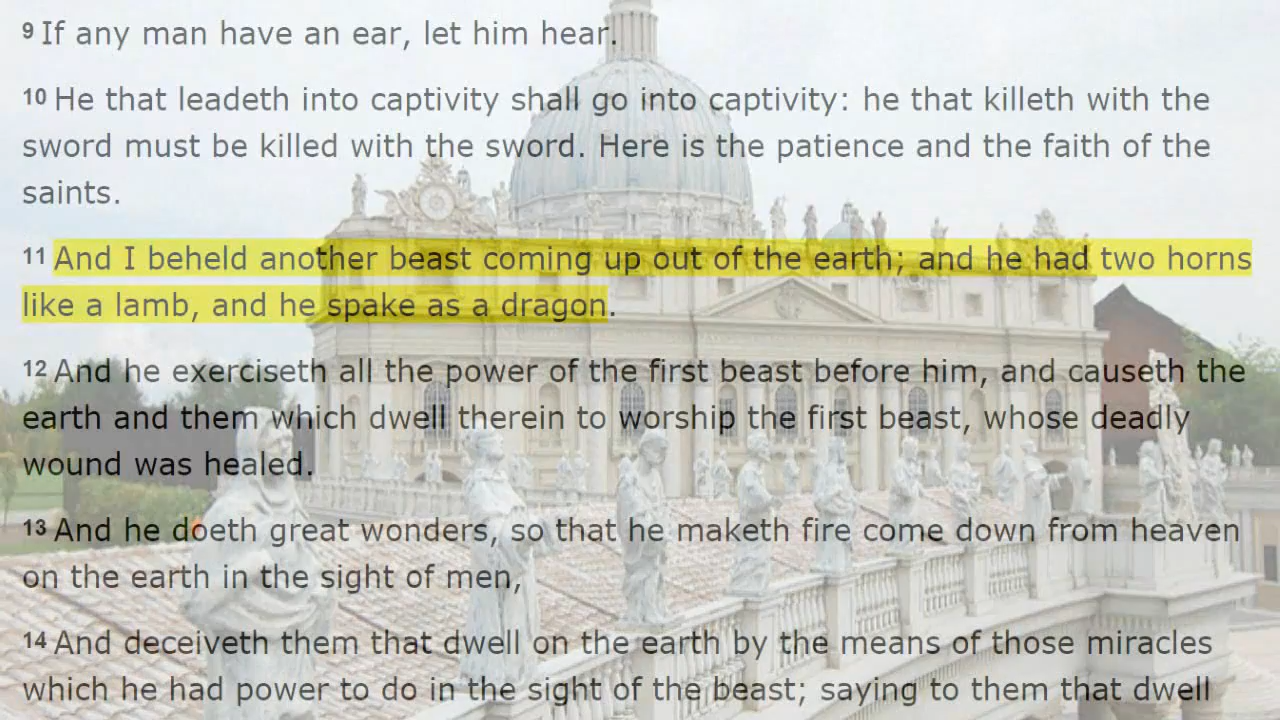 9 If any man have an ear, let him hear.
10 He that leadeth into captivity shall go into captivity: he that killeth with the
sword must be killed with the sword. Here is the patience and the faith of the
saints.
11 And I beheld another beast coming up out of the earth; and he had two horns
like a lamb, and he spake as a dragon.
12 And he exerciseth all the power of the first beast before him, and causeth the
earth and them which dwell therein to worship the first beast, whose deadly
wound was healed.
13 And he doeth great wonders, so that he maketh fire come down from heaven
on the earth in the sight of men,
14 And deceiveth them that dwell on the earth by the means of those miracles
which he had power to do in the sight of the beast; saying to them that dwell